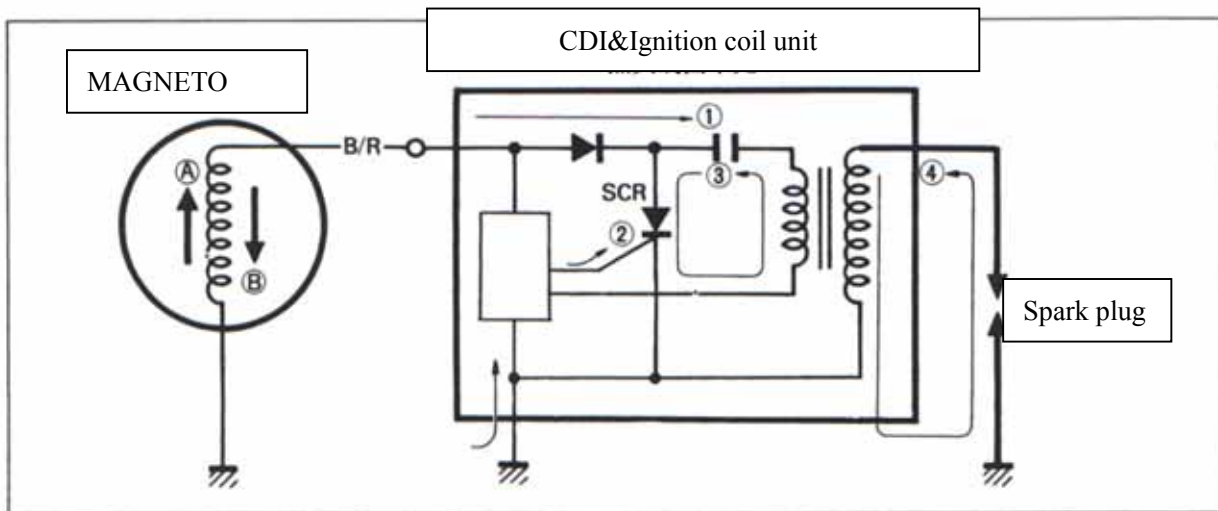 CDI&Ignition coil unit
MAGNETO
B/R
①
Ⓐ
③
④
SCR
②
Ⓑ
Spark plug